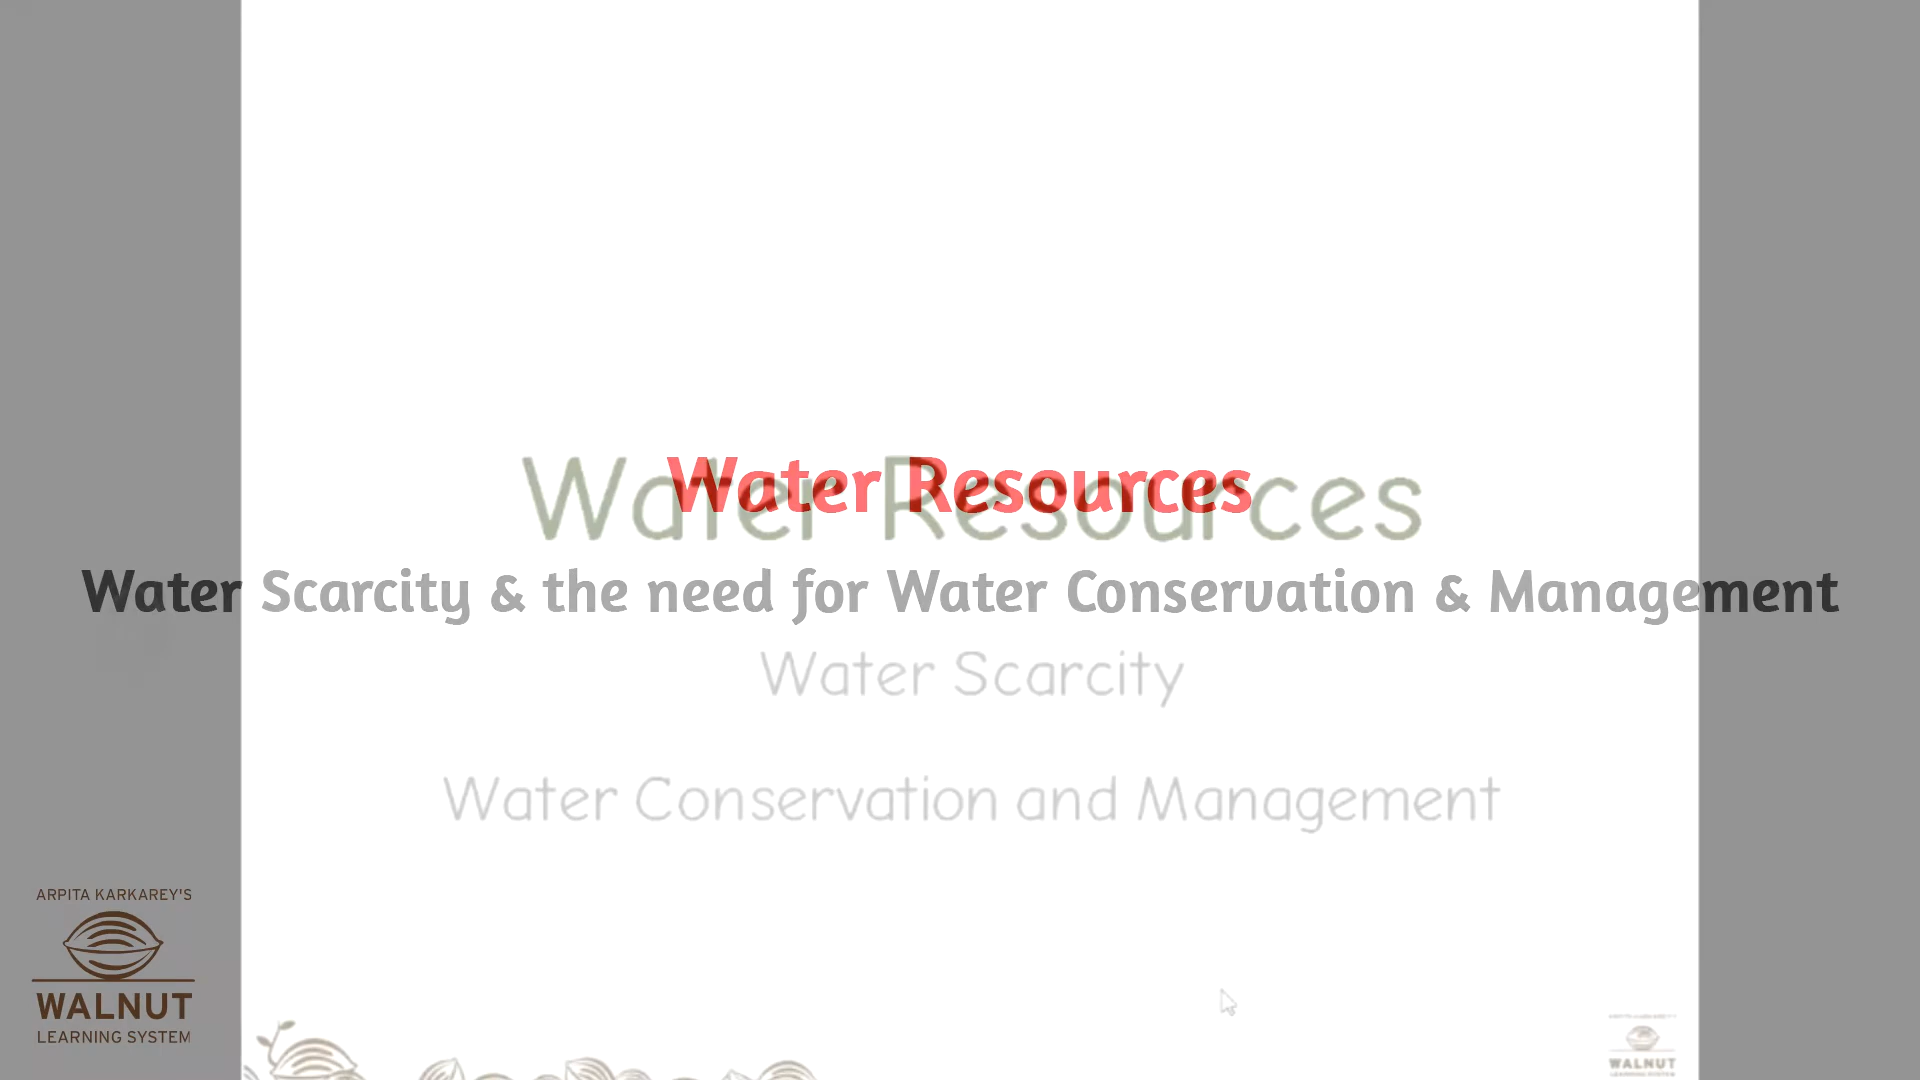 Water Resources
Water Resources
Water Scarcity & the need for Water Conservation & Management
Water Scarcity
Water Conservation and Management
ARPITA KARKAREY'S
WALNUT
LEARNING SYSTEM
WALNUT